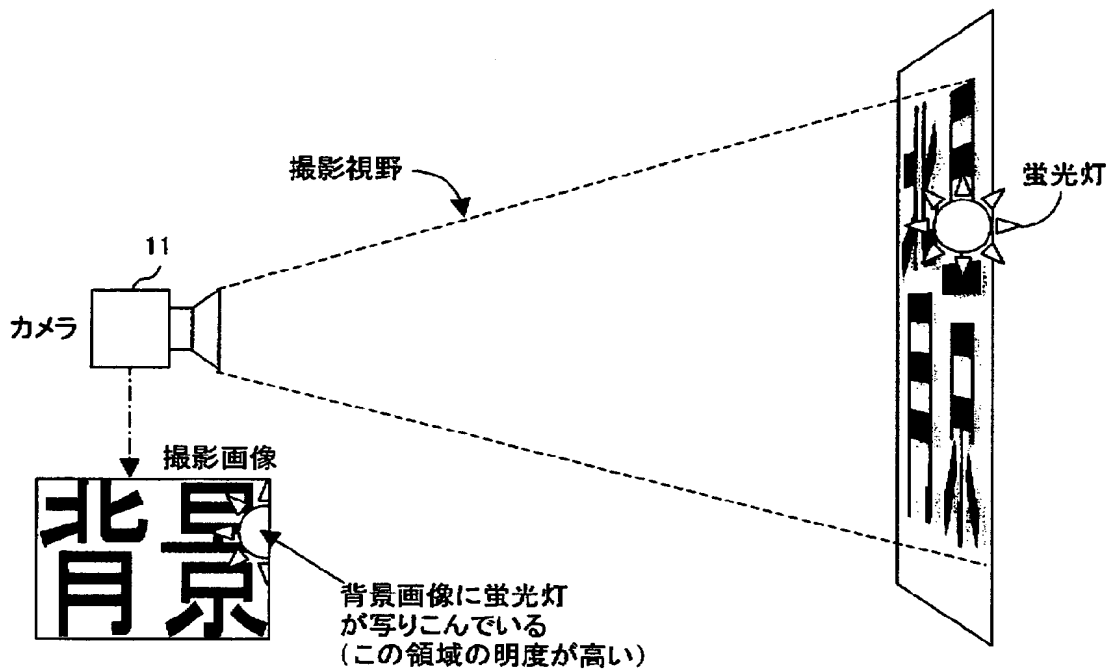 撮影視野
蛍光灯
11
カメラ
撮影画像
背景
背景画像に蛍光灯
が写りこんでいる
(この領域の明度が高い)